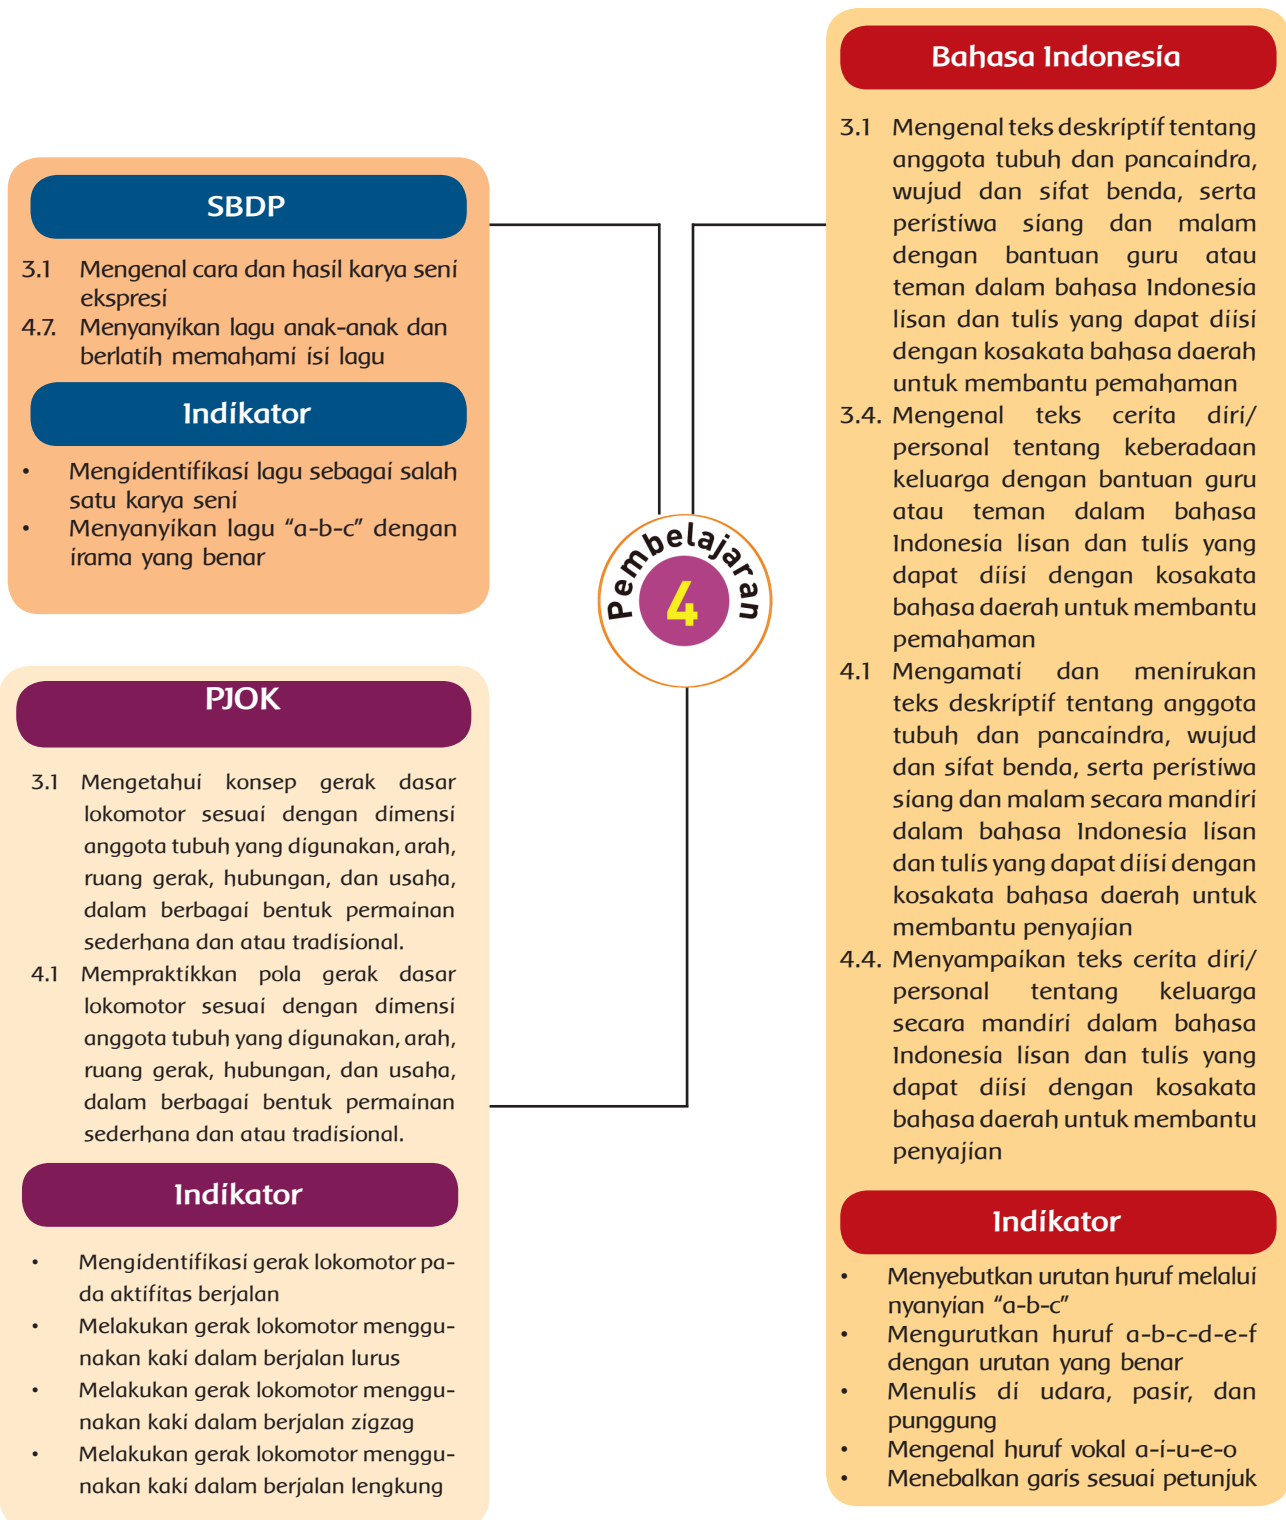 SBDP
3.1 Mengenal cara dan hasil karya seni
ekspresi
4.7. Menyanyikan lagu anak-anak dan
berlatih memahami isi lagu
Indikator
• Mengidentifikasi lagu sebagai salah
satu karya seni
• Menyanyikan lagu “a-b-c” dengan
irama yang benar
PJOK
3.1 Mengetahui konsep gerak dasar
lokomotor sesuai dengan dimensi
anggota tubuh yang digunakan, arah,
ruang gerak, hubungan, dan usaha,
dalam berbagai bentuk permainan
sederhana dan atau tradisional.
4.1 Mempraktikkan pola gerak dasar
lokomotor sesuai dengan dimensi
anggota tubuh yang digunakan, arah,
ruang gerak, hubungan, dan usaha,
dalam berbagai bentuk permainan
sederhana dan atau tradisional.
Indikator
• Mengidentifikasi gerak lokomotor pa-
da aktifitas berjalan
• Melakukan gerak lokomotor menggu-
nakan kaki dalam berjalan lurus
• Melakukan gerak lokomotor menggu-
nakan kaki dalam berjalan zigzag
• Melakukan gerak lokomotor menggu-
nakan kaki dalam berjalan lengkung
Pembelajaran
4
Bahasa Indonesia
3.1 Mengenal teks deskriptif tentang
anggota tubuh dan pancaindra,
wujud dan sifat benda, serta
peristiwa siang dan malam
dengan bantuan guru atau
teman dalam bahasa Indonesia
lisan dan tulis yang dapat diisi
dengan kosakata bahasa daerah
untuk membantu pemahaman
3.4. Mengenal teks cerita diri/
personal tentang keberadaan
keluarga dengan bantuan guru
atau teman dalam bahasa
Indonesia lisan dan tulis yang
dapat diisi dengan kosakata
bahasa daerah untuk membantu
pemahaman
4.1 Mengamati dan menirukan
teks deskriptif tentang anggota
tubuh dan pancaindra, wujud
dan sifat benda, serta peristiwa
siang dan malam secara mandiri
dalam bahasa Indonesia lisan
dan tulis yang dapat diisi dengan
kosakata bahasa daerah untuk
membantu penyajian
4.4. Menyampaikan teks cerita diri/
personal tentang keluarga
secara mandiri dalam bahasa
Indonesia lisan dan tulis yang
dapat diisi dengan kosakata
bahasa daerah untuk membantu
penyajian
Indikator
• Menyebutkan urutan huruf melalui
nyanyian “a-b-c”
• Mengurutkan huruf a-b-c-d-e-f
dengan urutan yang benar
• Menulis di udara, pasir, dan
punggung
• Mengenal huruf vokal a-i-u-e-o
• Menebalkan garis sesuai petunjuk